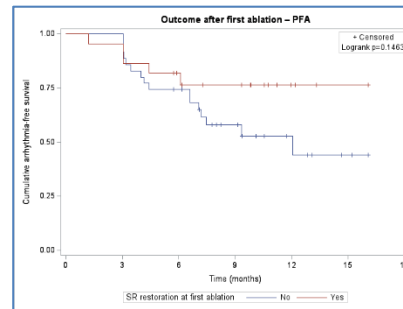 Outcome after first ablation – PFA
+ Censored
Logrank p=0.1463
Cumulative arrhythmia-free survival
1.00
0.75
0.50
0.25
0.00
0 3 6 9 12 15 18
Time (months)
SR restoration at first ablation No Yes